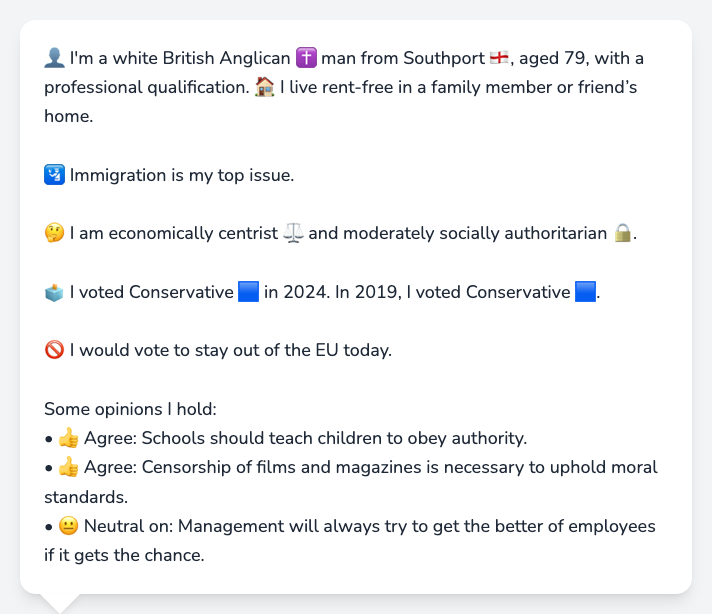 👤 I'm a white British Anglican ✝️ man from Southport 🏴󠁧󠁢󠁥󠁮󠁧󠁿, aged 79, with a
professional qualification. 🏠 I live rent-free in a family member or friend’s
home.
🛂 Immigration is my top issue.
🤔 I am economically centrist ⚖️ and moderately socially authoritarian 🔒.
🗳️ I voted Conservative 🟦 in 2024. In 2019, I voted Conservative 🟦.
🚫 I would vote to stay out of the EU today.
Some opinions I hold:
• 👍 Agree: Schools should teach children to obey authority.
• 👍 Agree: Censorship of films and magazines is necessary to uphold moral
standards.
• 😐 Neutral on: Management will always try to get the better of employees
if it gets the chance.